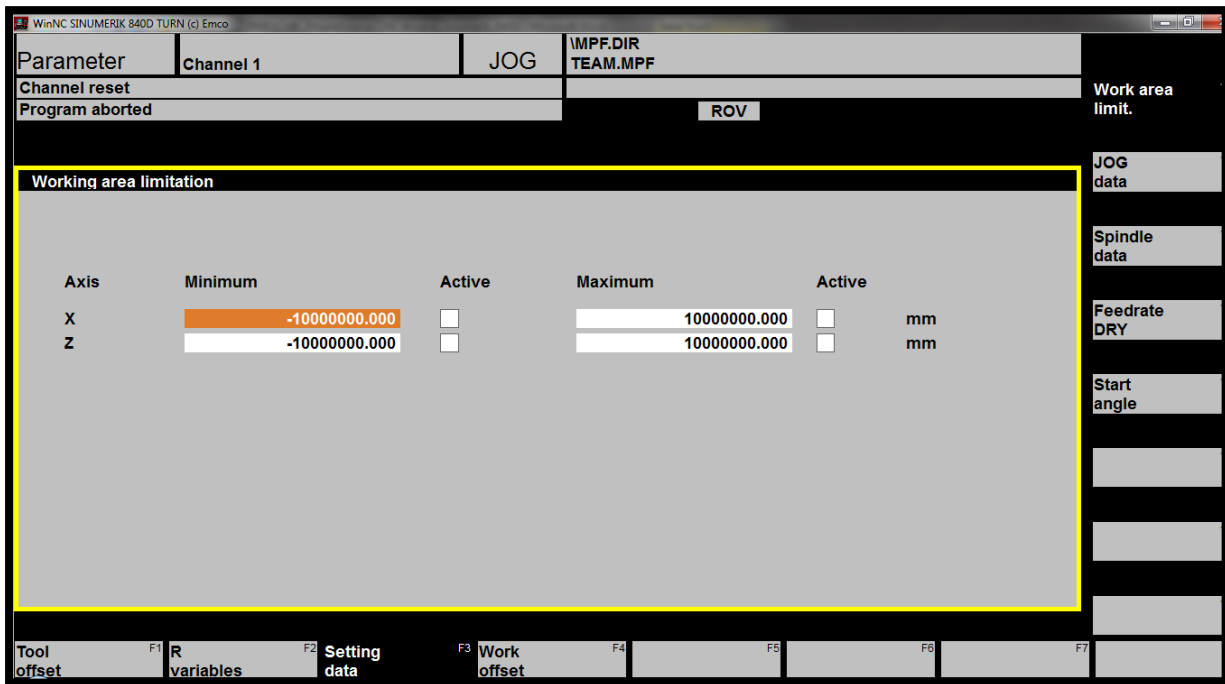 WinNC SINUMERIK 840D TURN (c) Emco
Parameter
Channel 1
JOG
\MPF.DIR
TEAM.MPF
Channel reset
Program aborted
ROV
Work area
limit.
Working area limitation
JOG
data
Spindle
data
Axis Minimum Active Maximum Active
X -10000000.000 10000000.000 mm
Z -10000000.000 10000000.000 mm
Feedrate
DRY
Start
angle
Tool
offset
F1
R
variables
F2
Setting
data
F3
Work
offset
F4
F5
F6
F7